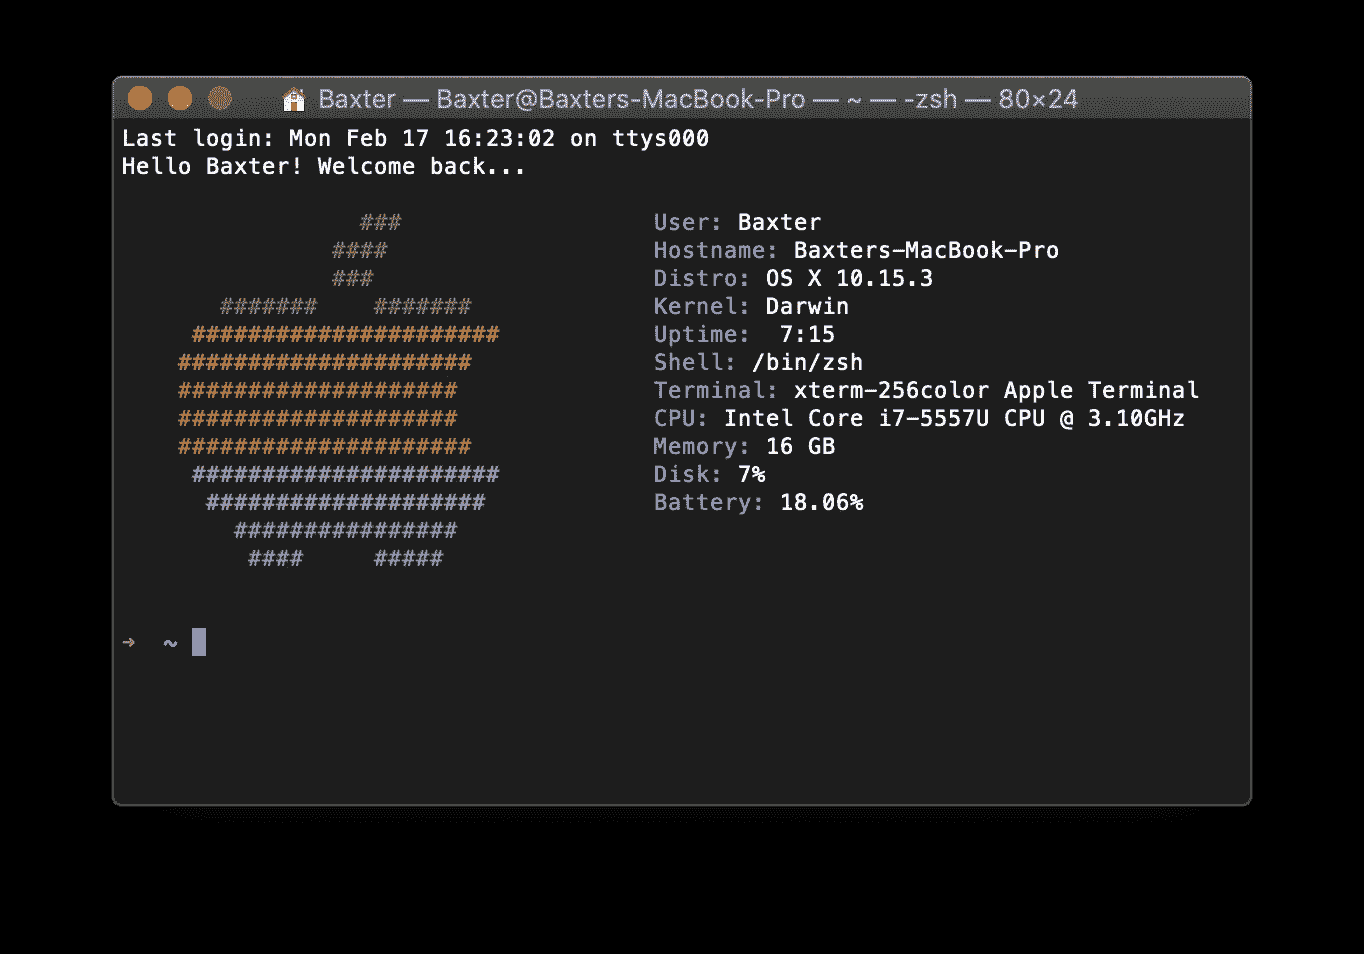 Baxter — Baxter@Baxters-MacBook-Pro — ~ — -zsh — 80×24
Last login: Mon Feb 17 16:23:02 on ttys000
Hello Baxter! Welcome back...
### User: Baxter
#### Hostname: Baxters-MacBook-Pro
### Distro: OS X 10.15.3
####### ####### Kernel: Darwin
###################### Uptime:  7:15
##################### Shell: /bin/zsh
#################### Terminal: xterm-256color Apple Terminal
#################### CPU: Intel Core i7-5557U CPU @ 3.10GHz
##################### Memory: 16 GB
###################### Disk: 7%
#################### Battery: 18.06%
################
#### #####
➜ ~